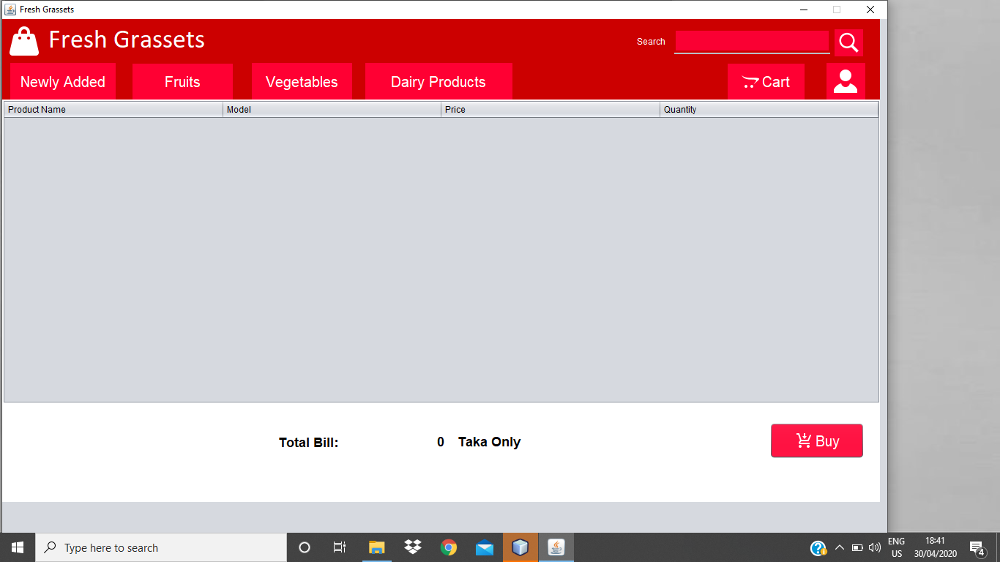 Fresh Grassets
Fresh Grassets
Search
Newly Added Fruits Vegetables Dairy Products Cart
Product Name Model Price Quantity
Total Bill: 0 Taka Only
Buy
Type here to search
ENG
US
18:41
30/04/2020
4